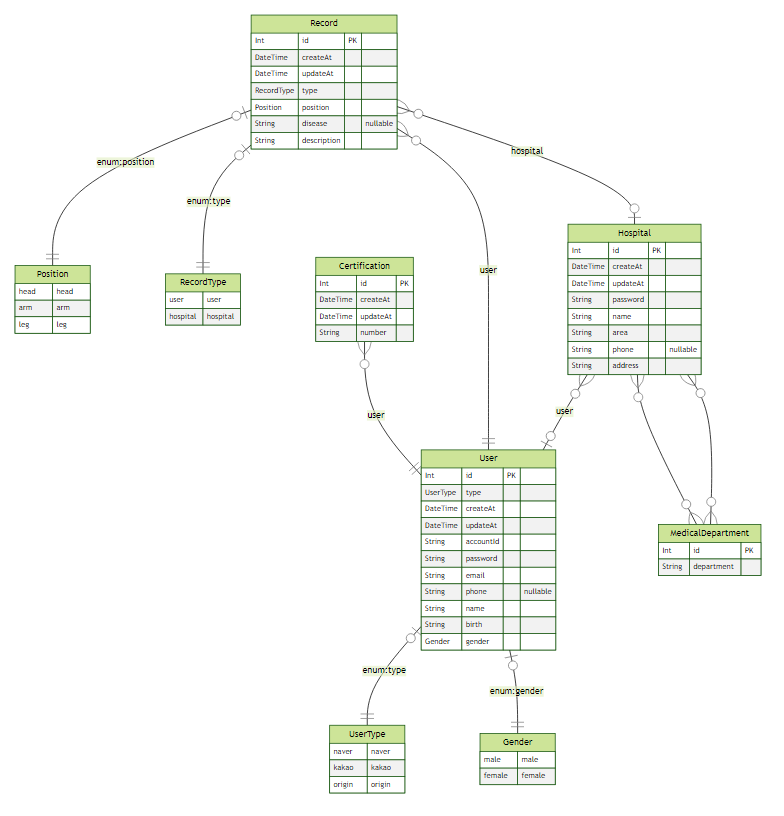 Record
Int id PK
DateTime createAt
DateTime updateAt
RecordType type
Position position
String disease nullable
String description
enum:position
enum:type
hospital
user
Position
head head
arm arm
leg leg
RecordType
user user
hospital hospital
Certification
Int id PK
DateTime createAt
DateTime updateAt
String number
Hospital
Int id PK
DateTime createAt
DateTime updateAt
String password
String name
String area
String phone nullable
String address
user
user
User
Int id PK
UserType type
DateTime createAt
DateTime updateAt
String accountId
String password
String email
String phone nullable
String name
String birth
Gender gender
MedicalDepartment
Int id PK
String department
enum:type
enum:gender
UserType
naver naver
kakao kakao
origin origin
Gender
male male
female female